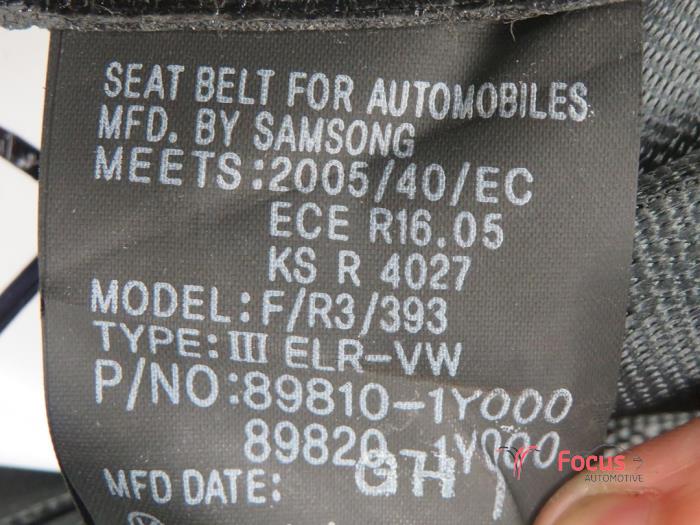 SEAT BELT FOR AUTOMOBILES
MFD. BY SAMSONG
MEETS:2005/40/EC
ECE R16.05
KS R 4027
MODEL:F/R3/393
TYPE:III ELR-VW
P/NO:89810-1Y000
89820-1Y000
GH
MFD DATE:
Focus
AUTOMOTIVE